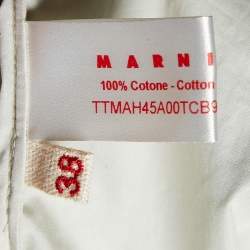 MARNI
100% Cotone - Cotton
TTMAH45A00TCB9
38